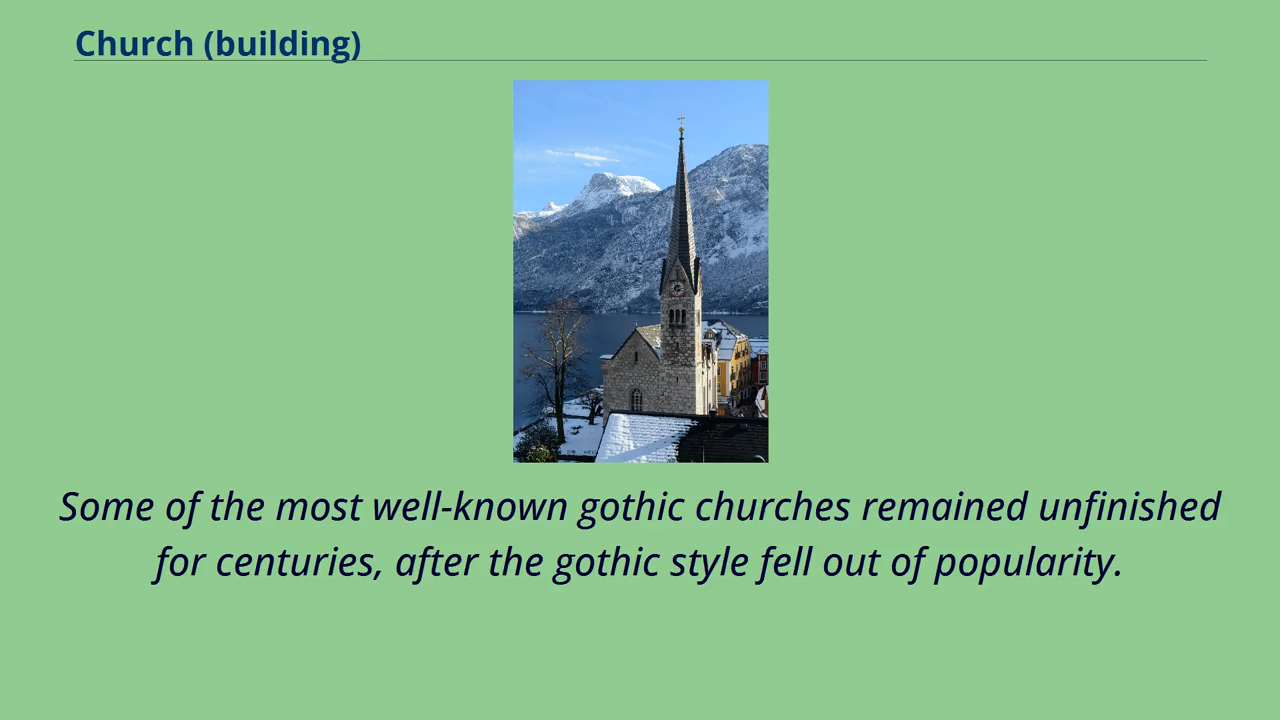 Church (building)
Some of the most well-known gothic churches remained unfinished
for centuries, after the gothic style fell out of popularity.